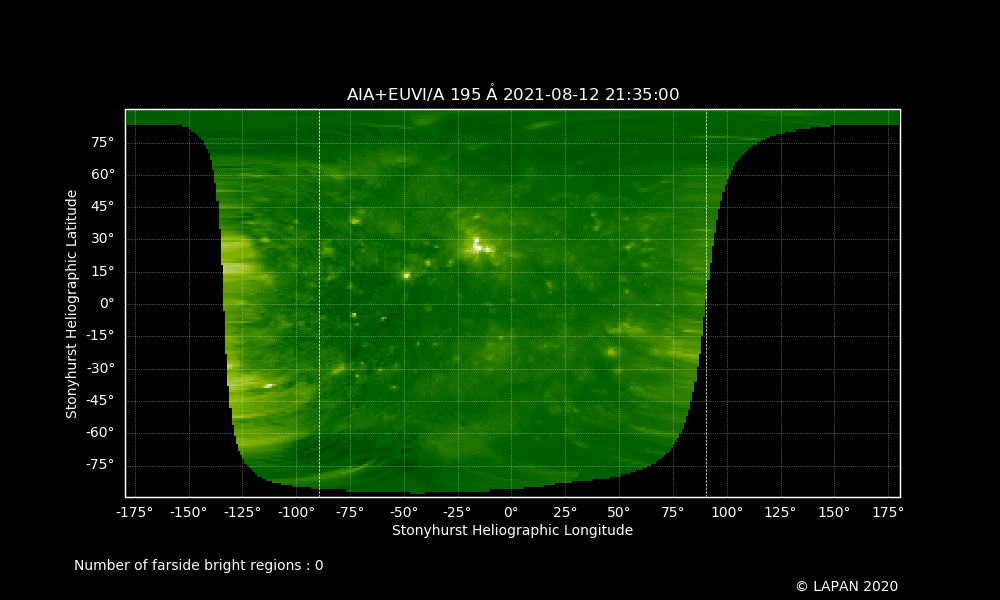 AIA+EUVI/A 195 Å 2021-08-12 21:35:00
75°
60°
45°
30°
15°
0°
-15°
-30°
-45°
-60°
-75°
Stonyhurst Heliographic Latitude
-175° -150° -125° -100° -75° -50° -25° 0° 25° 50° 75° 100° 125° 150° 175°
Stonyhurst Heliographic Longitude
Number of farside bright regions : 0
© LAPAN 2020